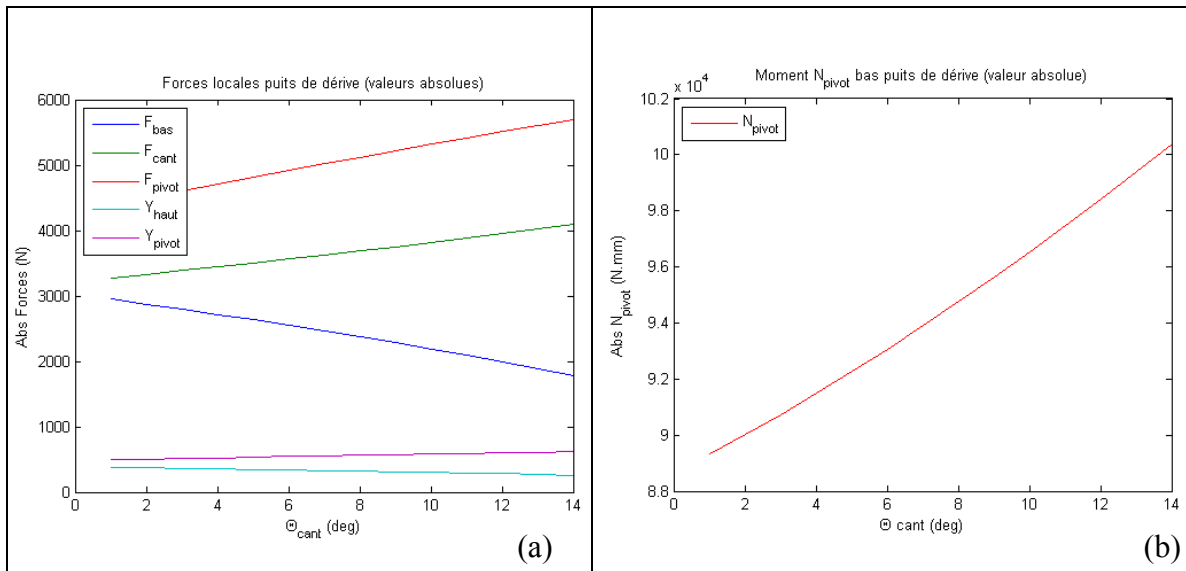 Forces locales puits de dérive (valeurs absolues)
6000
5000
4000
3000
2000
1000
0
Abs Forces (N)
F_bas
F_cant
F_pivot
Y_haut
Y_pivot
0 2 4 6 8 10 12 14
Θ_cant (deg)
(a)
Moment N_pivot bas puits de dérive (valeur absolue)
x 10^4
10.2
10
9.8
9.6
9.4
9.2
9
8.8
Abs N_pivot (N.mm)
N_pivot
0 2 4 6 8 10 12 14
Θ cant (deg)
(b)